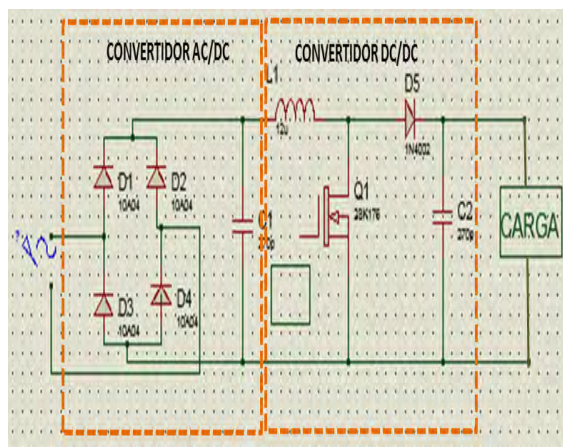 CONVERTIDOR AC/DC
CONVERTIDOR DC/DC
L1
12u
D5
1N4002
D1
10A04
D2
10A04
Q1
2SK176
C2
270p
CARGA
D3
10A04
D4
10A04